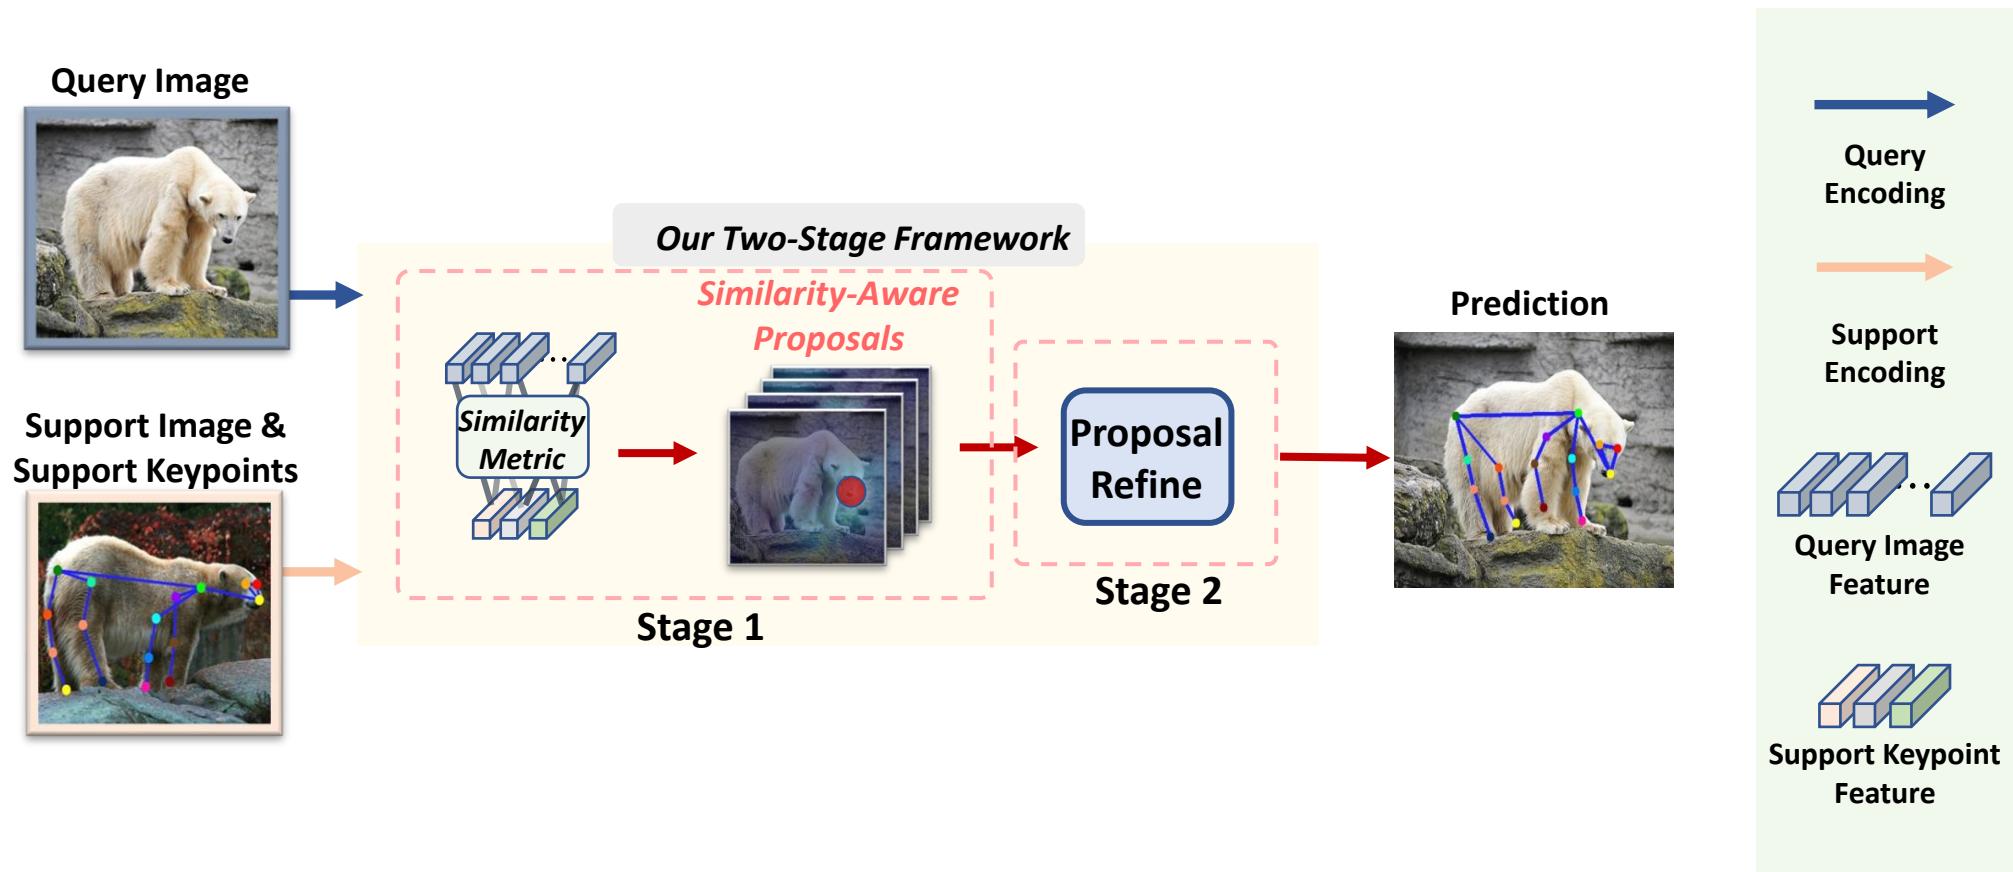 Query Image
Support Image &
Support Keypoints
Our Two-Stage Framework
Similarity-Aware
Proposals
Similarity
Metric
Stage 1
Proposal
Refine
Stage 2
Prediction
Query
Encoding
Support
Encoding
Query Image
Feature
Support Keypoint
Feature